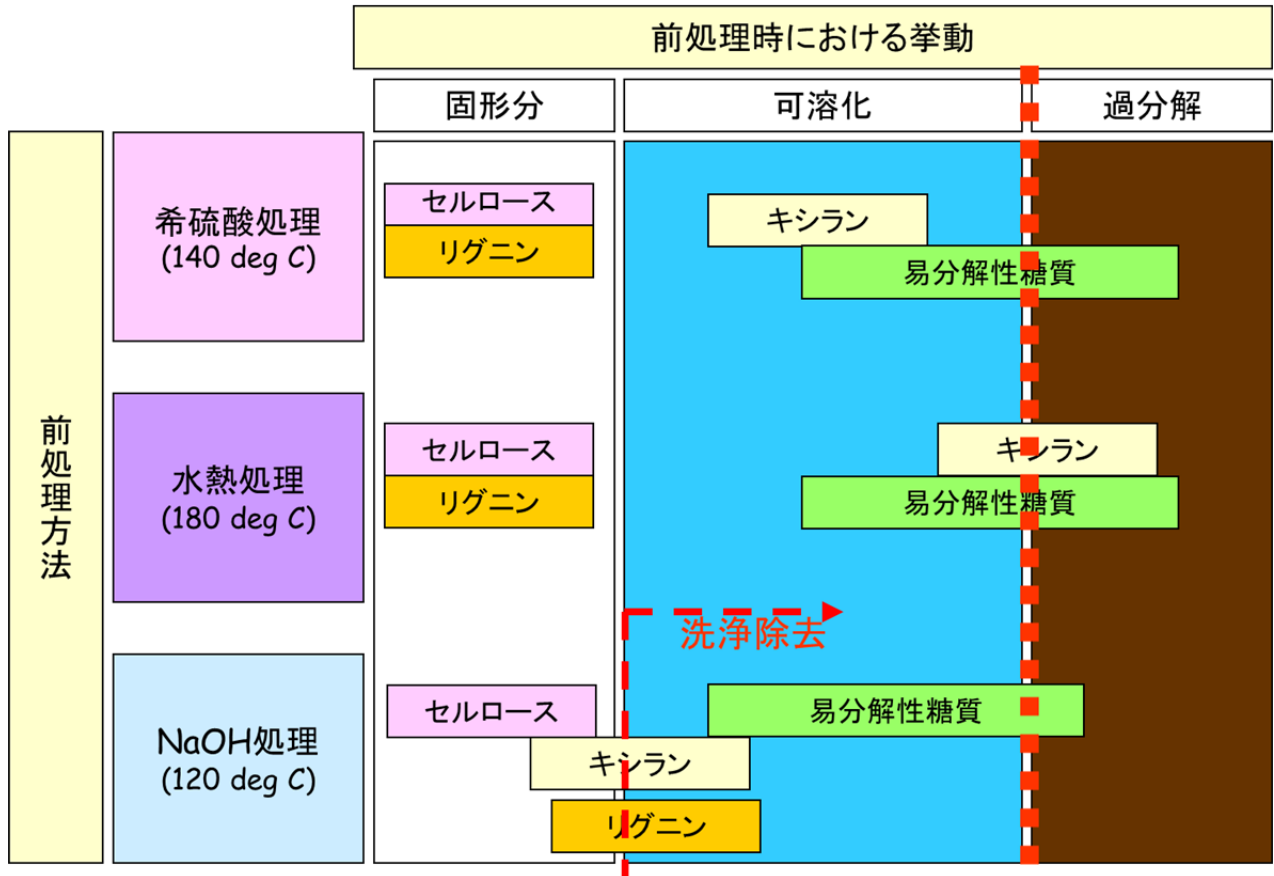 前処理時における挙動
固形分
可溶化
過分解
前処理方法
希硫酸処理
(140 deg C)
セルロース
リグニン
キシラン
易分解性糖質
水熱処理
(180 deg C)
セルロース
リグニン
キシラン
易分解性糖質
洗浄除去
NaOH処理
(120 deg C)
セルロース
易分解性糖質
キシラン
リグニン